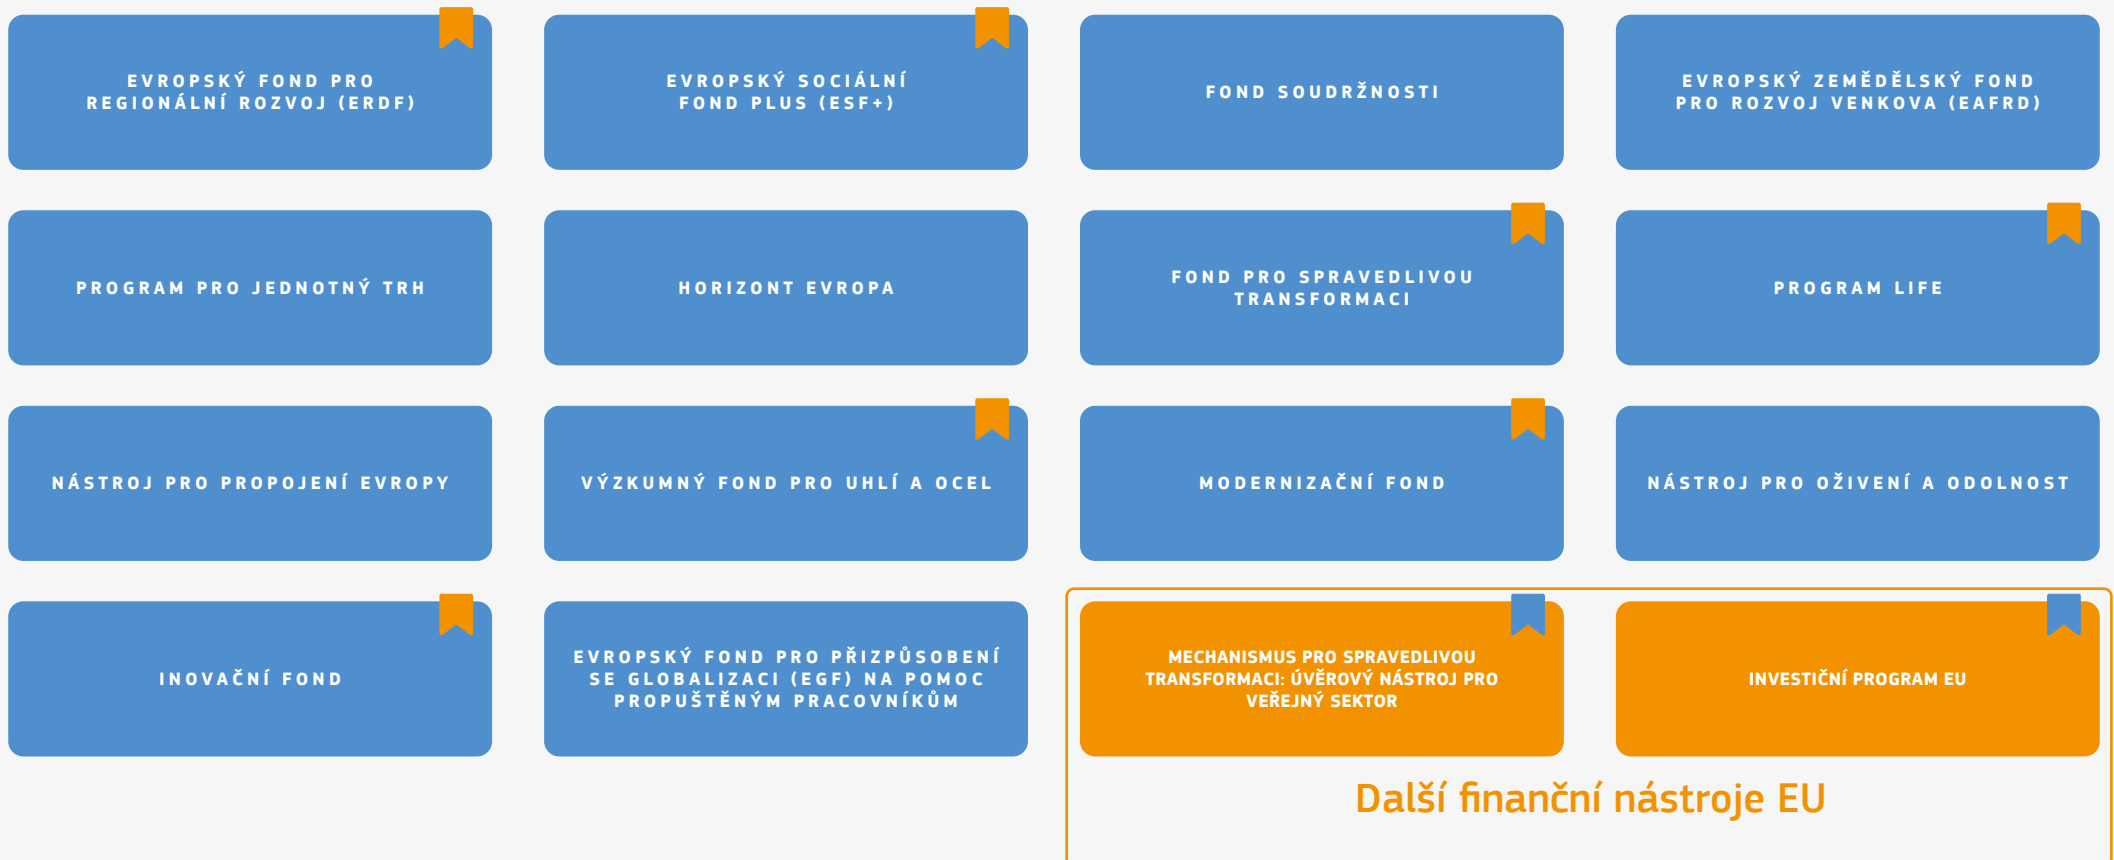 EVROPSKÝ FOND PRO
REGIONÁLNÍ ROZVOJ (ERDF)
EVROPSKÝ SOCIÁLNÍ
FOND PLUS (ESF+)
FOND SOUDRŽNOSTI
EVROPSKÝ ZEMĚDĚLSKÝ FOND
PRO ROZVOJ VENKOVA (EAFRD)
PROGRAM PRO JEDNOTNÝ TRH
HORIZONT EVROPA
FOND PRO SPRAVEDLIVOU
TRANSFORMACI
PROGRAM LIFE
NÁSTROJ PRO PROPOJENÍ EVROPY
VÝZKUMNÝ FOND PRO UHLÍ A OCEL
MODERNIZAČNÍ FOND
NÁSTROJ PRO OŽIVENÍ A ODOLNOST
INOVAČNÍ FOND
EVROPSKÝ FOND PRO PŘIZPŮSOBENÍ
SE GLOBALIZACI (EGF) NA POMOC
PROPUŠTĚNÝM PRACOVNÍKŮM
MECHANISMUS PRO SPRAVEDLIVOU
TRANSFORMACI: ÚVĚROVÝ NÁSTROJ PRO
VEŘEJNÝ SEKTOR
INVESTIČNÍ PROGRAM EU
Další finanční nástroje EU